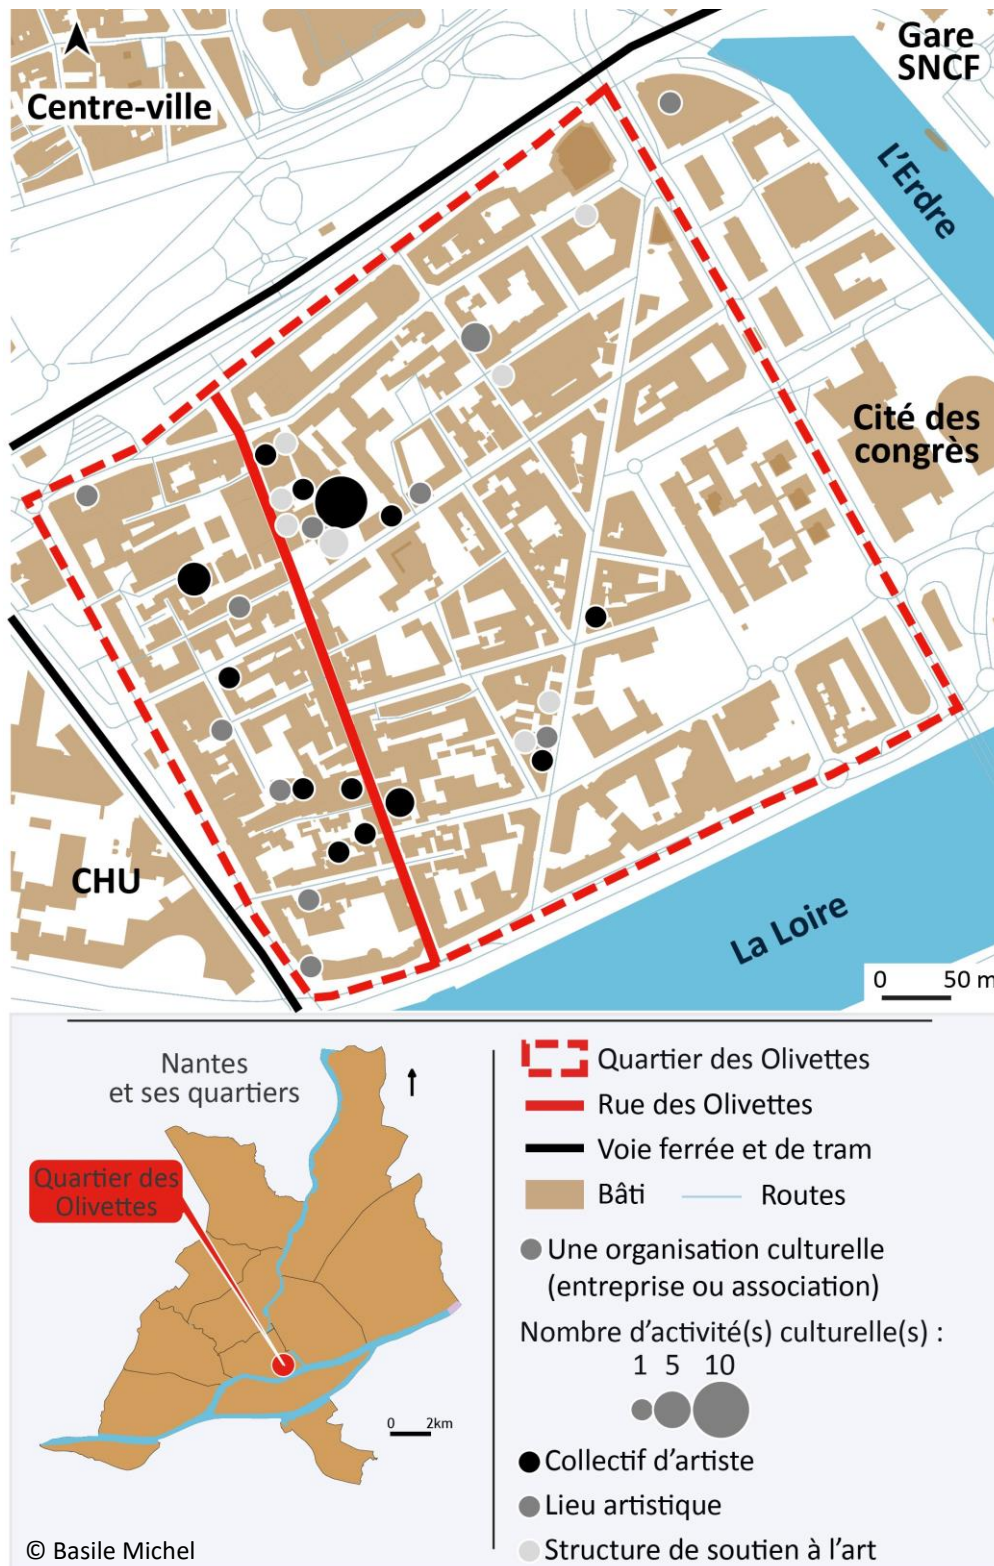 Centre-ville
Gare
SNCF
L'Erdre
Cité des
congrès
CHU
La Loire
0 50 m
Nantes
et ses quartiers
Quartier des
Olivettes
0 2km
© Basile Michel
Quartier des Olivettes
Rue des Olivettes
Voie ferrée et de tram
Bâti Routes
Une organisation culturelle
(entreprise ou association)
Nombre d'activité(s) culturelle(s) :
1 5 10
Collectif d'artiste
Lieu artistique
Structure de soutien à l'art